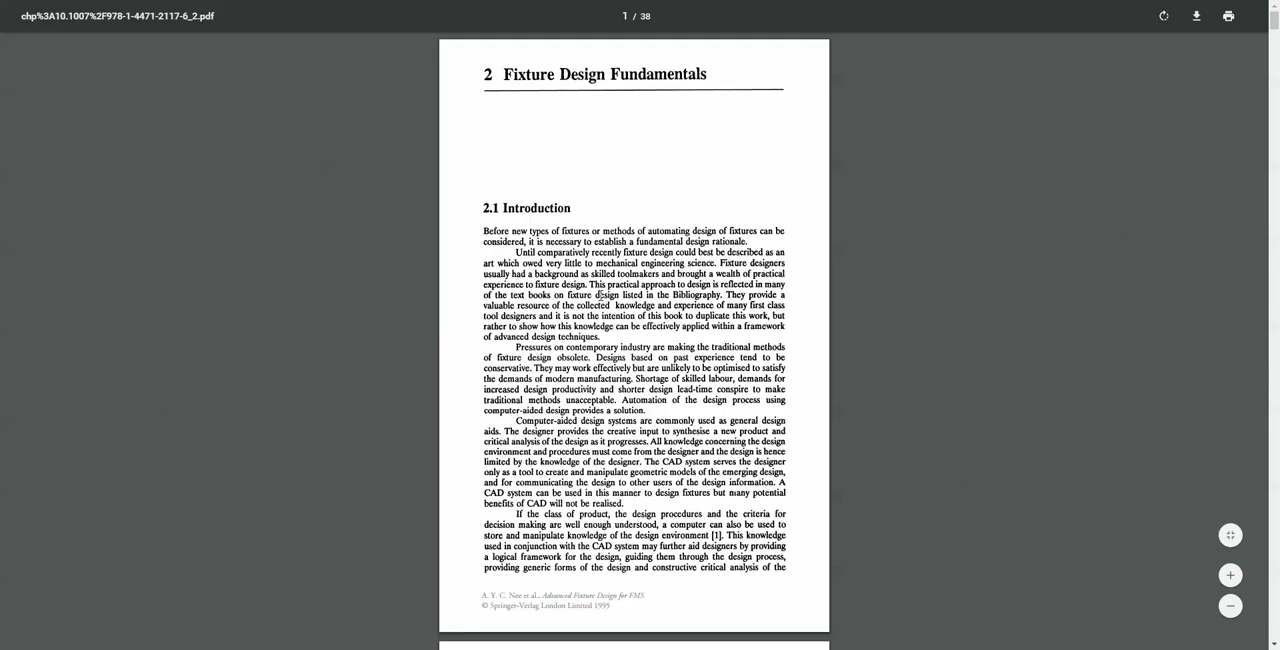 chp%3A10.1007%2F978-1-4471-2117-6_2.pdf
1 / 38
2 Fixture Design Fundamentals
2.1 Introduction
Before new types of fixtures or methods of automating design of fixtures can be
considered, it is necessary to establish a fundamental design rationale.
Until comparatively recently fixture design could best be described as an
art which owed very little to mechanical engineering science. Fixture designers
usually had a background as skilled toolmakers and brought a wealth of practical
experience to fixture design. This practical approach to design is reflected in many
of the text books on fixture design listed in the Bibliography. They provide a
valuable resource of the collected knowledge and experience of many first class
tool designers and it is not the intention of this book to duplicate this work, but
rather to show how this knowledge can be effectively applied within a framework
of advanced design techniques.
Pressures on contemporary industry are making the traditional methods
of fixture design obsolete. Designs based on past experience tend to be
conservative. They may work effectively but are unlikely to be optimised to satisfy
the demands of modern manufacturing. Shortage of skilled labour, demands for
increased design productivity and shorter design lead-time conspire to make
traditional methods unacceptable. Automation of the design process using
computer-aided design provides a solution.
Computer-aided design systems are commonly used as general design
aids. The designer provides the creative input to synthesise a new product and
critical analysis of the design as it progresses. All knowledge concerning the design
environment and procedures must come from the designer and the design is hence
limited by the knowledge of the designer. The CAD system serves the designer
only as a tool to create and manipulate geometric models of the emerging design,
and for communicating the design to other users of the design information. A
CAD system can be used in this manner to design fixtures but many potential
benefits of CAD will not be realised.
If the class of product, the design procedures and the criteria for
decision making are well enough understood, a computer can also be used to
store and manipulate knowledge of the design environment [1]. This knowledge
used in conjunction with the CAD system may further aid designers by providing
a logical framework for the design, guiding them through the design process,
providing generic forms of the design and constructive critical analysis of the
A. Y. C. Nee et al., Advanced Fixture Design for FMS
© Springer-Verlag London Limited 1995